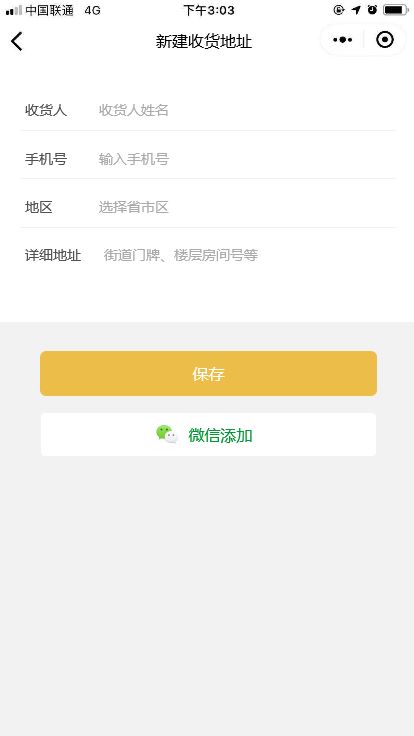 中国联通 4G 下午3:03
新建收货地址
收货人 收货人姓名
手机号 输入手机号
地区 选择省市区
详细地址 街道门牌、楼层房间号等
保存
微信添加